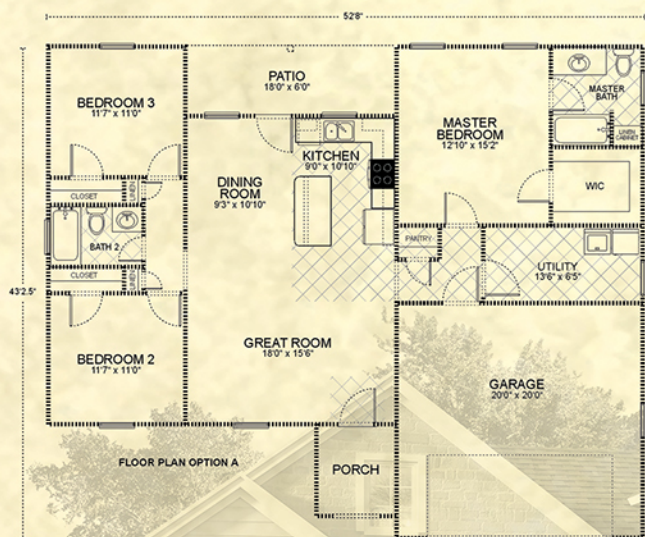 52'8"
PATIO
18'0" x 6'0"
BEDROOM 3
11'7" x 11'0"
MASTER
BATH
MASTER
BEDROOM
12'10" x 15'2"
LINEN
CABINET
KITCHEN
9'0" x 10'10"
DINING
ROOM
9'3" x 10'10"
WIC
CLOSET
LINEN
BATH 2
PANTRY
UTILITY
13'6" x 6'5"
CLOSET
LINEN
43'2.5"
GREAT ROOM
18'0" x 15'6"
BEDROOM 2
11'7" x 11'0"
GARAGE
20'0" x 20'0"
FLOOR PLAN OPTION A
PORCH